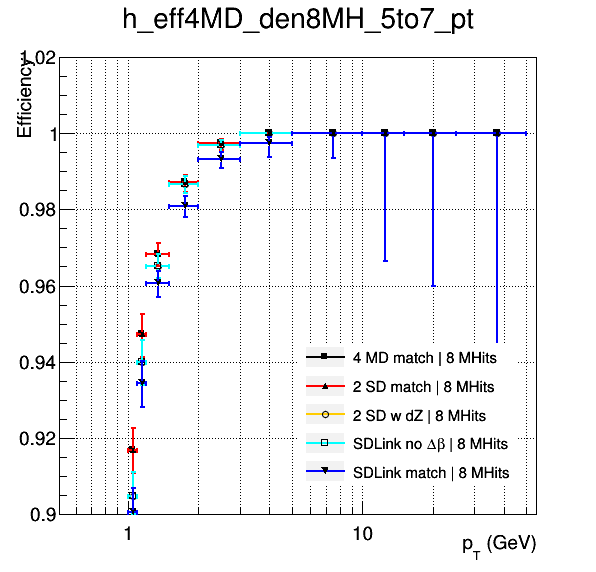 h_eff4MD_den8MH_5to7_pt
Efficiency
1.02
1
0.98
0.96
0.94
0.92
0.9
4 MD match | 8 MHits
2 SD match | 8 MHits
2 SD w dZ | 8 MHits
SDLink no Δβ | 8 MHits
SDLink match | 8 MHits
1
10
p_T (GeV)